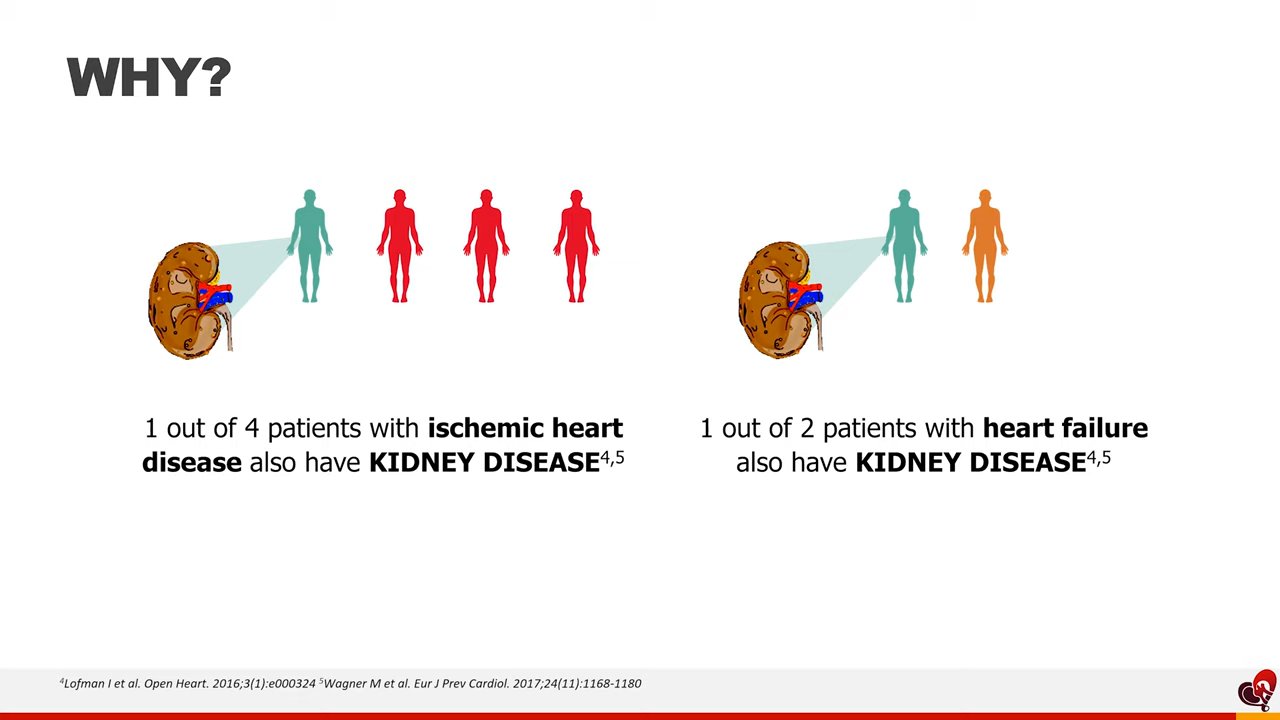 WHY?
1 out of 4 patients with ischemic heart
disease also have KIDNEY DISEASE4,5
1 out of 2 patients with heart failure
also have KIDNEY DISEASE4,5
4Lofman I et al. Open Heart. 2016;3(1):e000324 5Wagner M et al. Eur J Prev Cardiol. 2017;24(11):1168-1180